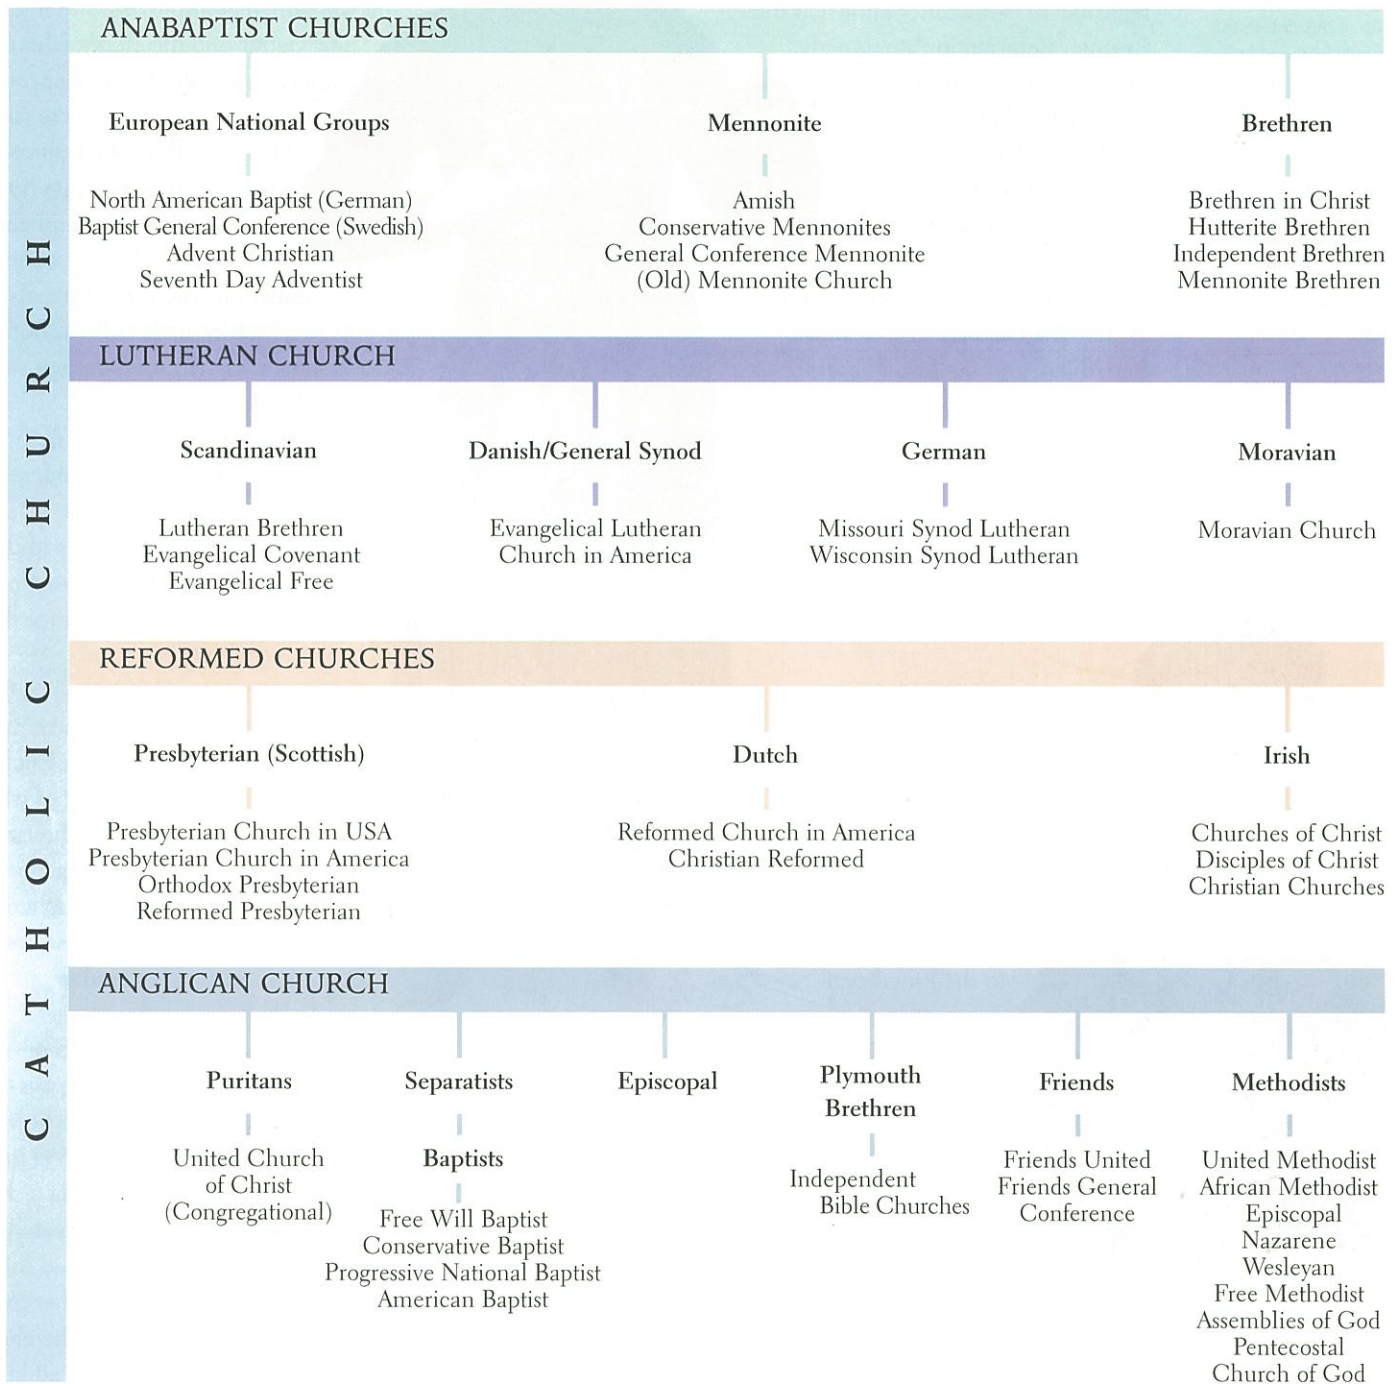 CATHOLIC CHURCH
ANABAPTIST CHURCHES
European National Groups
North American Baptist (German)
Baptist General Conference (Swedish)
Advent Christian
Seventh Day Adventist
Mennonite
Amish
Conservative Mennonites
General Conference Mennonite
(Old) Mennonite Church
Brethren
Brethren in Christ
Hutterite Brethren
Independent Brethren
Mennonite Brethren
LUTHERAN CHURCH
Scandinavian
Lutheran Brethren
Evangelical Covenant
Evangelical Free
Danish/General Synod
Evangelical Lutheran
Church in America
German
Missouri Synod Lutheran
Wisconsin Synod Lutheran
Moravian
Moravian Church
REFORMED CHURCHES
Presbyterian (Scottish)
Presbyterian Church in USA
Presbyterian Church in America
Orthodox Presbyterian
Reformed Presbyterian
Dutch
Reformed Church in America
Christian Reformed
Irish
Churches of Christ
Disciples of Christ
Christian Churches
ANGLICAN CHURCH
Puritans
United Church
of Christ
(Congregational)
Separatists
Baptists
Free Will Baptist
Conservative Baptist
Progressive National Baptist
American Baptist
Episcopal
Plymouth
Brethren
Independent
Bible Churches
Friends
Friends United
Friends General
Conference
Methodists
United Methodist
African Methodist
Episcopal
Nazarene
Wesleyan
Free Methodist
Assemblies of God
Pentecostal
Church of God